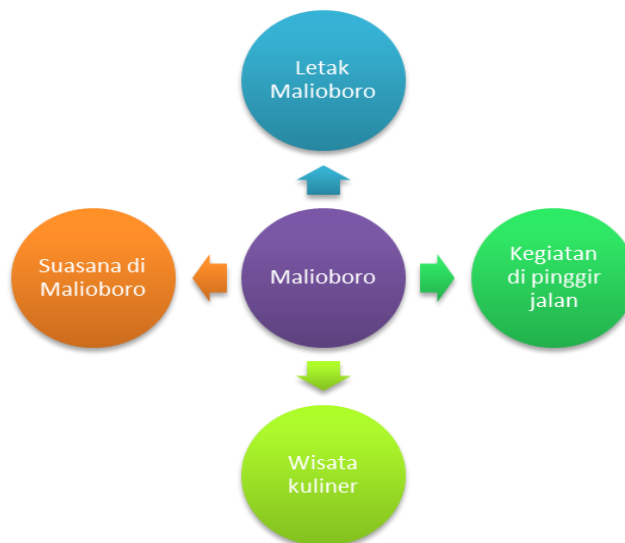 Letak
Malioboro
Suasana di
Malioboro
Malioboro
Kegiatan
di pinggir
jalan
Wisata
kuliner